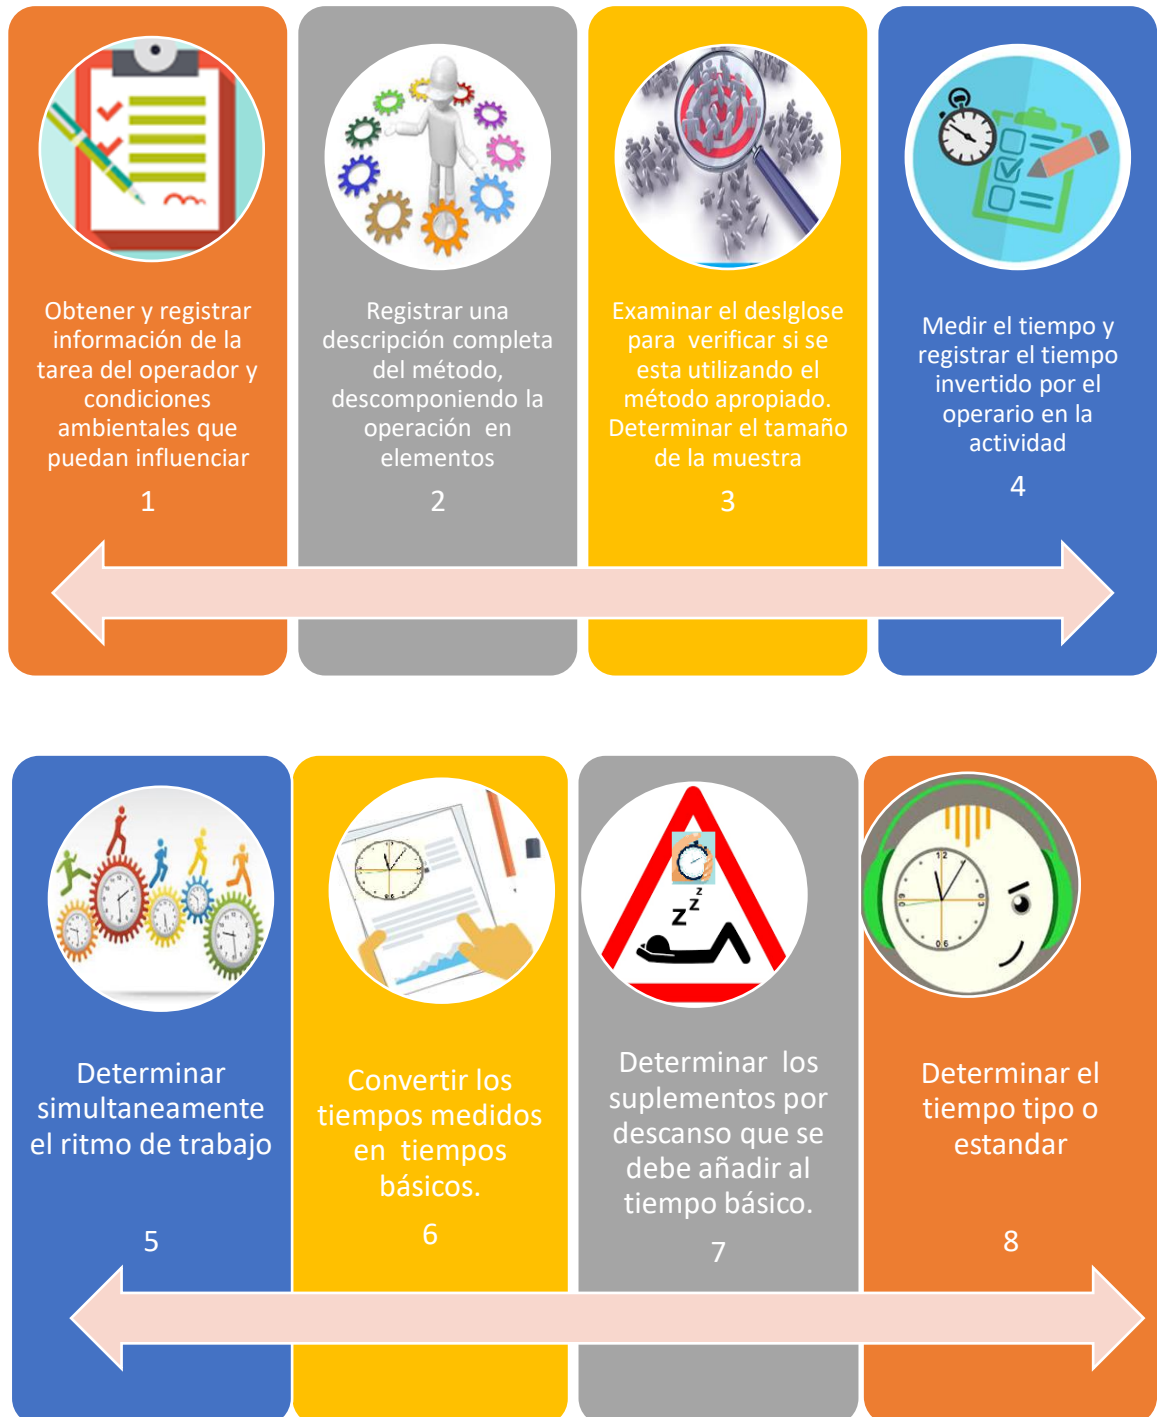 Obtener y registrar
información de la
tarea del operador y
condiciones
ambientales que
puedan influenciar
1
Registrar una
descripción completa
del método,
descomponiendo la
operación en
elementos
2
Examinar el deslglose
para verificar si se
esta utilizando el
método apropiado.
Determinar el tamaño
de la muestra
3
Medir el tiempo y
registrar el tiempo
invertido por el
operario en la
actividad
4
Determinar
simultaneamente
el ritmo de trabajo
5
Convertir los
tiempos medidos
en tiempos
básicos.
6
z
z
z
Determinar los
suplementos por
descanso que se
debe añadir al
tiempo básico.
7
Determinar el
tiempo tipo o
estandar
8